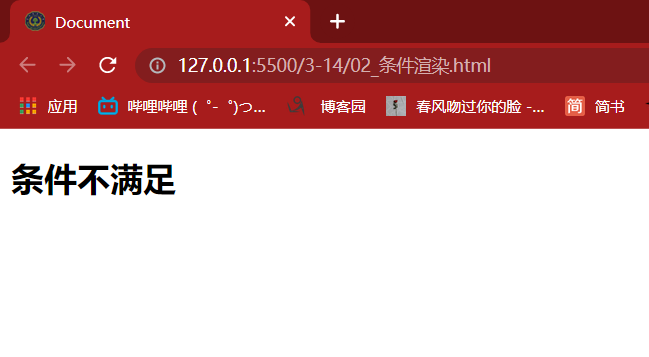 Document
127.0.0.1:5500/3-14/02_条件渲染.html
应用 哔哩哔哩 (゜-゜)つ... 博客园 春风吻过你的脸 -... 简 简书
条件不满足